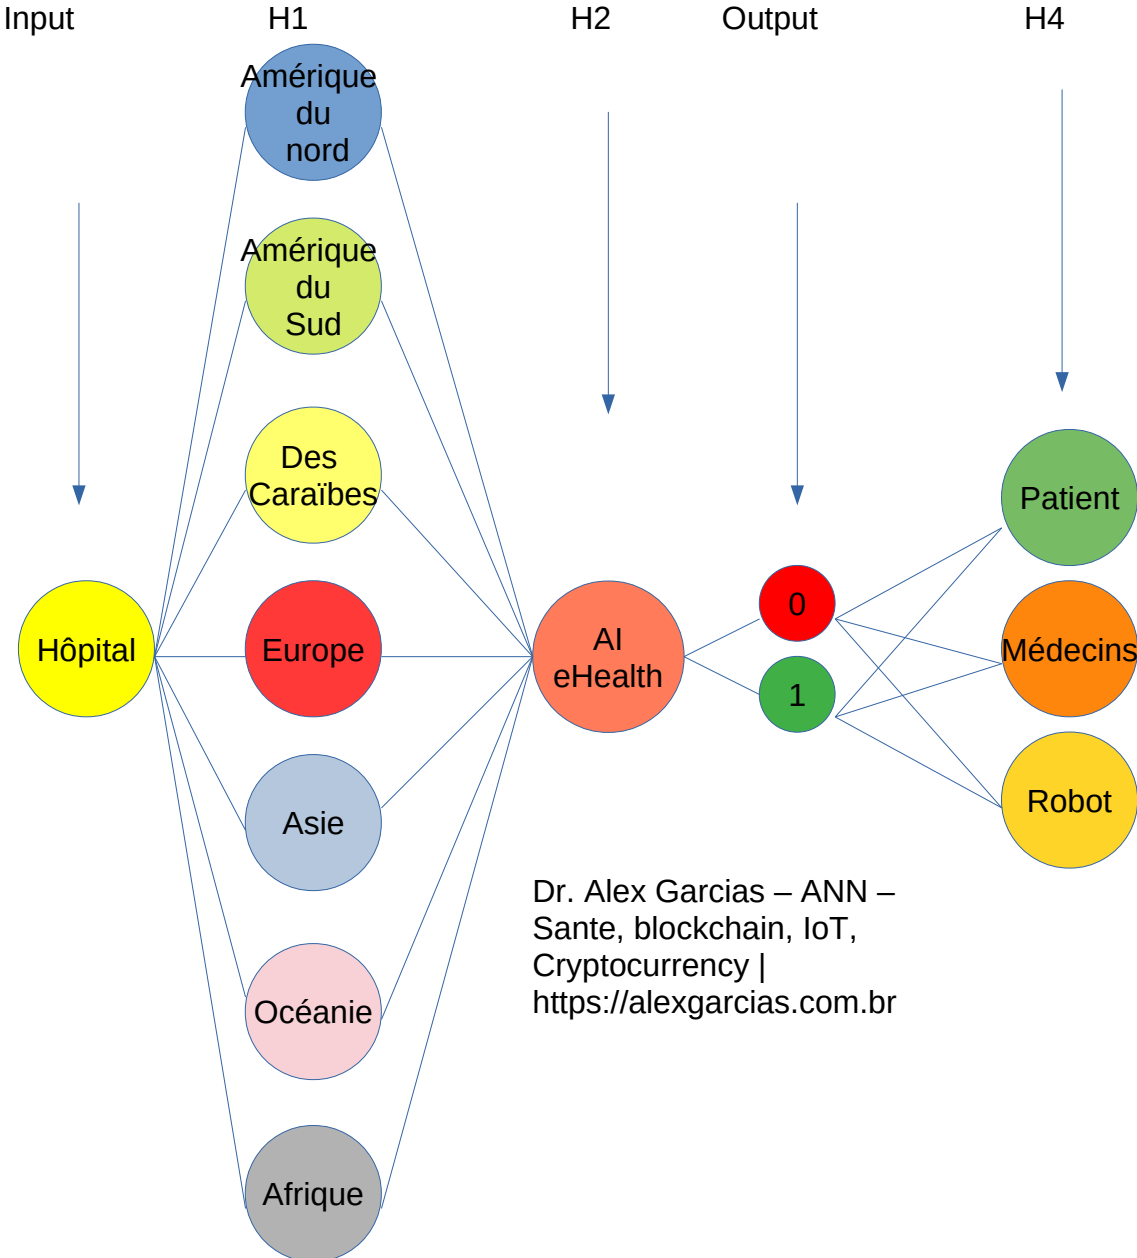 Input
H1
H2
Output
H4
Amérique
du
nord
Amérique
du
Sud
Des
Caraïbes
Patient
Hôpital
Europe
AI
eHealth
0
1
Médecins
Asie
Robot
Dr. Alex Garcias – ANN –
Sante, blockchain, IoT,
Cryptocurrency |
https://alexgarcias.com.br
Océanie
Afrique